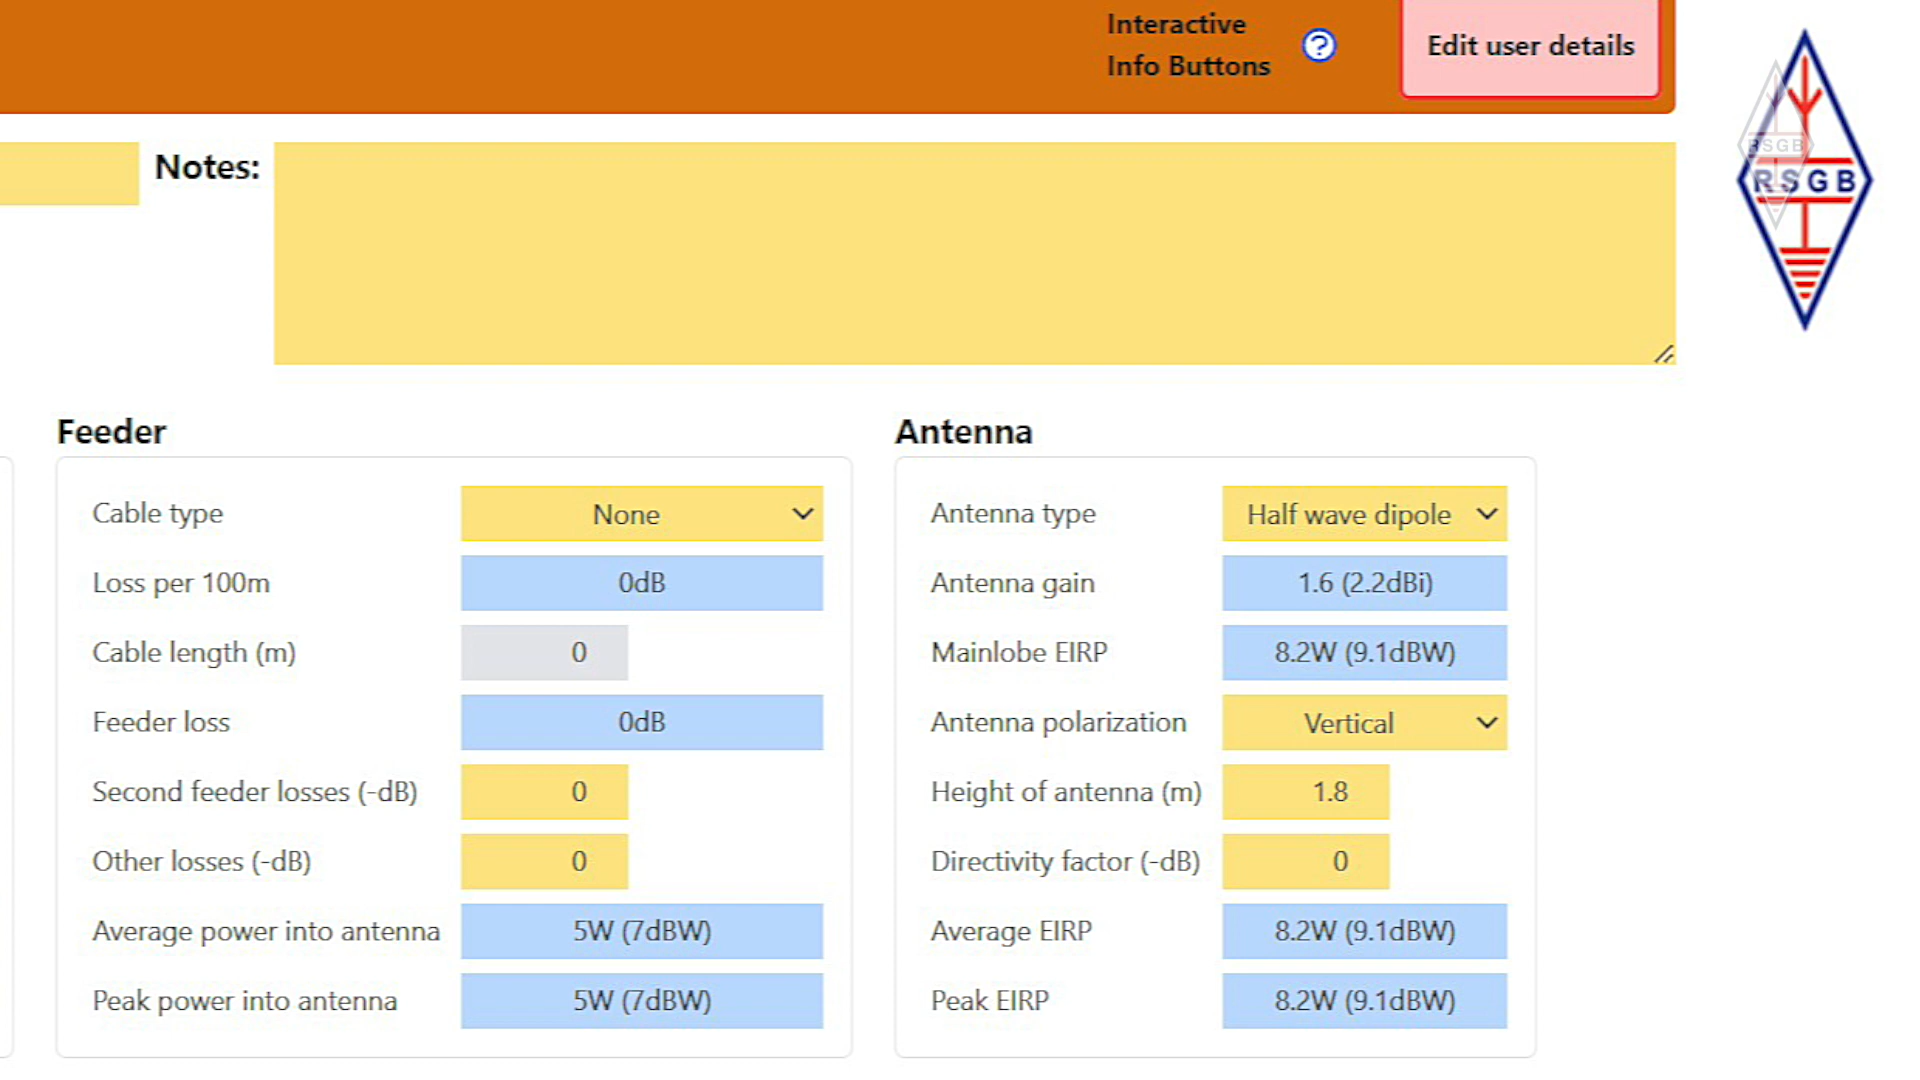 Interactive
Info Buttons
?
Edit user details
Notes:
RSGB
RSGB
Feeder
Cable type None
Loss per 100m 0dB
Cable length (m) 0
Feeder loss 0dB
Second feeder losses (-dB) 0
Other losses (-dB) 0
Average power into antenna 5W (7dBW)
Peak power into antenna 5W (7dBW)
Antenna
Antenna type Half wave dipole
Antenna gain 1.6 (2.2dBi)
Mainlobe EIRP 8.2W (9.1dBW)
Antenna polarization Vertical
Height of antenna (m) 1.8
Directivity factor (-dB) 0
Average EIRP 8.2W (9.1dBW)
Peak EIRP 8.2W (9.1dBW)